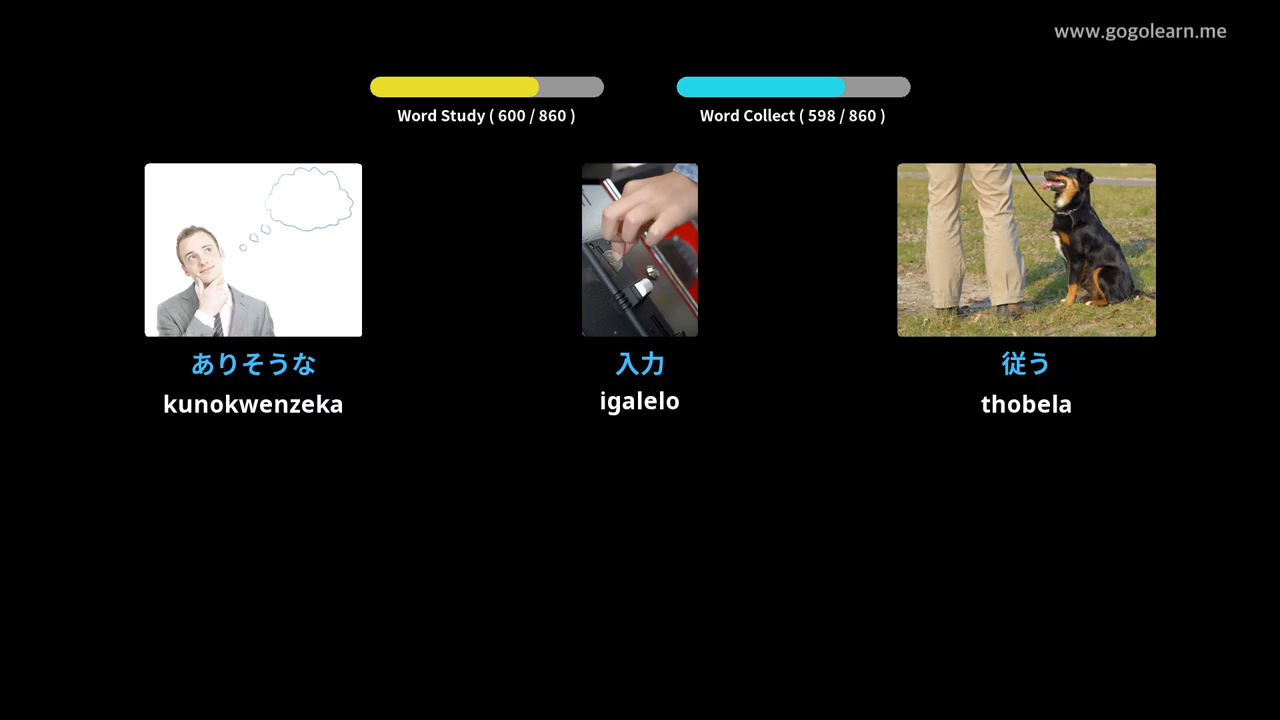 www.gogolearn.me
Word Study ( 600 / 860 )
Word Collect ( 598 / 860 )
ありそうな
kunokwenzeka
入力
igalelo
従う
thobela